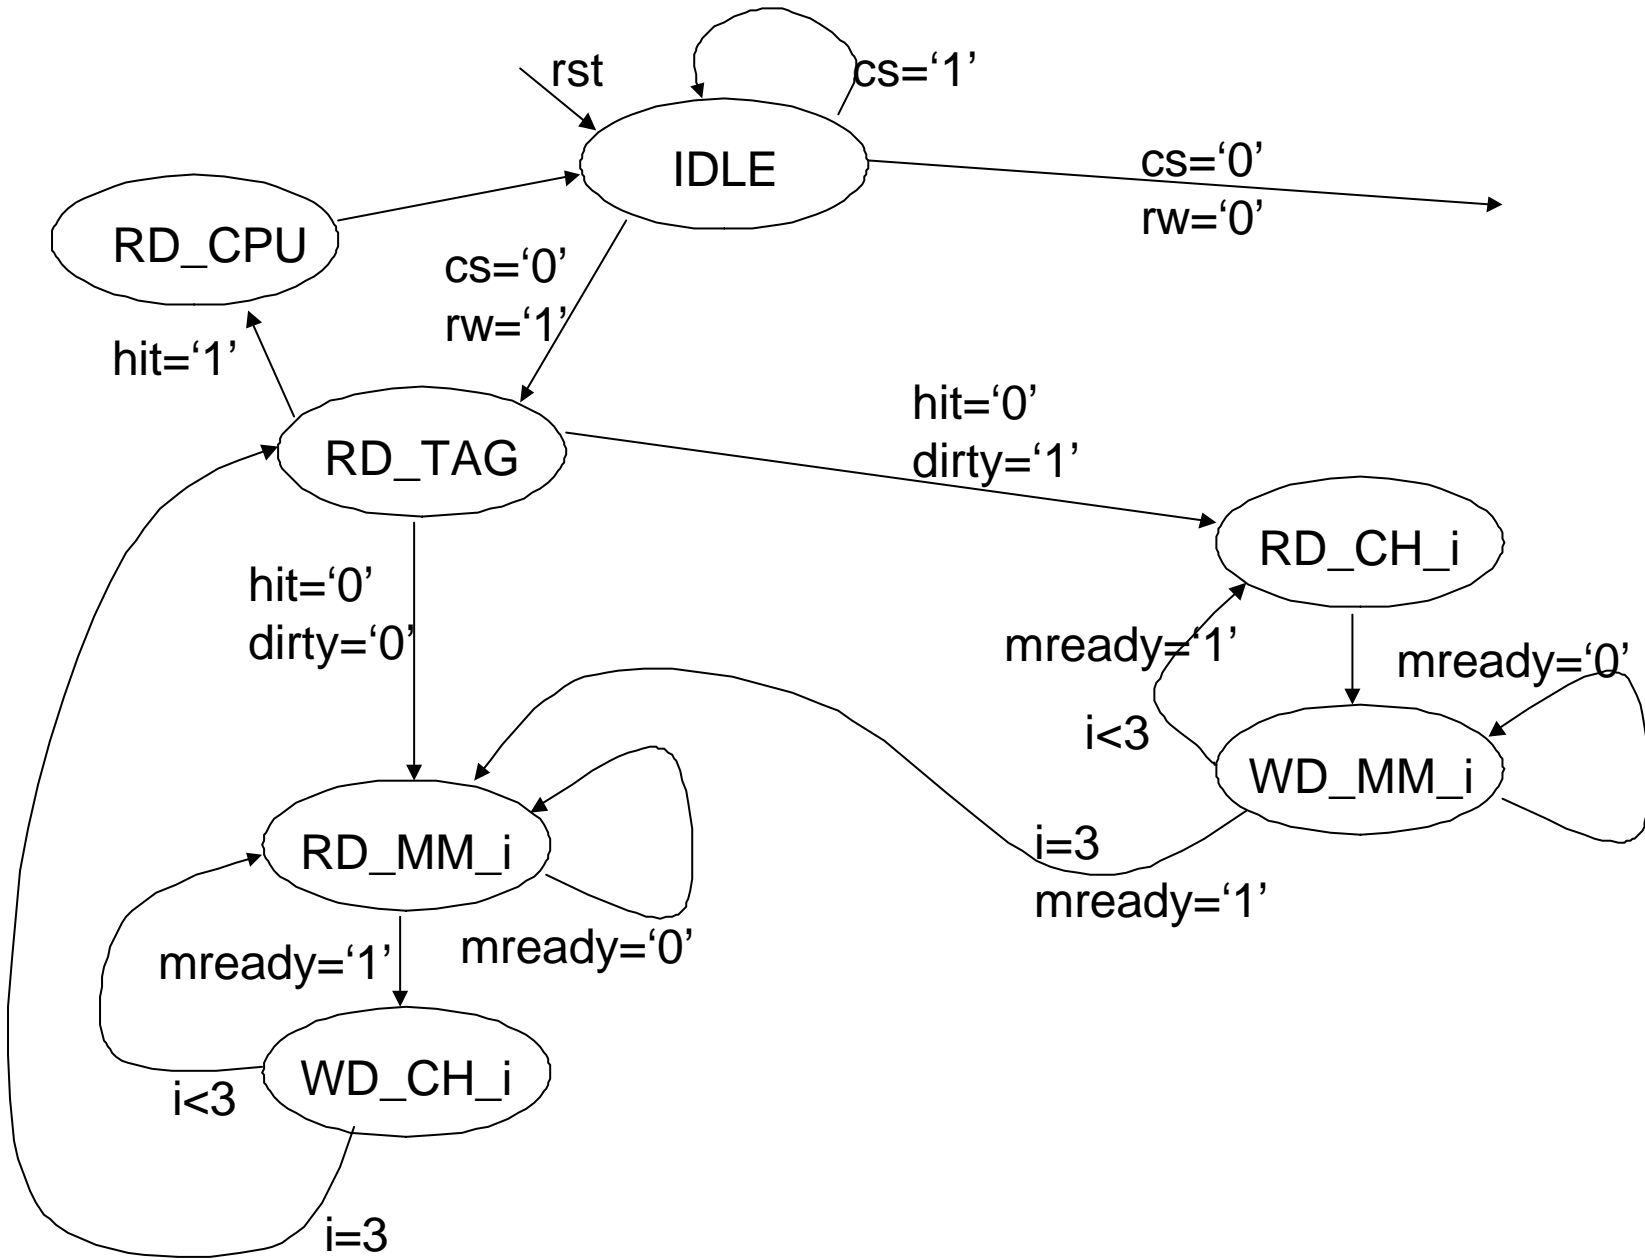 rst
cs=‘1’
IDLE
cs=‘0’
rw=‘0’
RD_CPU
cs=‘0’
rw=‘1’
hit=‘1’
RD_TAG
hit=‘0’
dirty=‘1’
RD_CH_i
hit=‘0’
dirty=‘0’
mready=‘1’
mready=‘0’
i<3
WD_MM_i
RD_MM_i
i=3
mready=‘1’
mready=‘1’
mready=‘0’
WD_CH_i
i<3
i=3